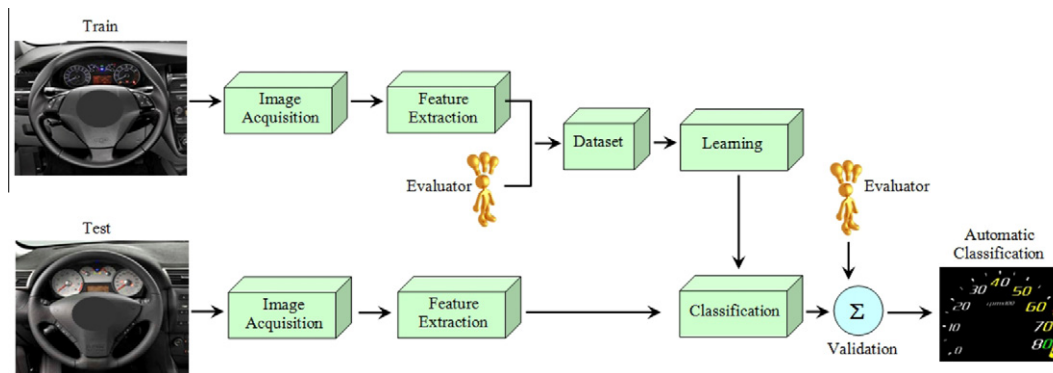 Train
Image
Acquisition
Feature
Extraction
Evaluator
Dataset
Learning
Evaluator
Test
Image
Acquisition
Feature
Extraction
Classification
Σ
Validation
Automatic
Classification
0
10
20
30
40
50
60
70
80